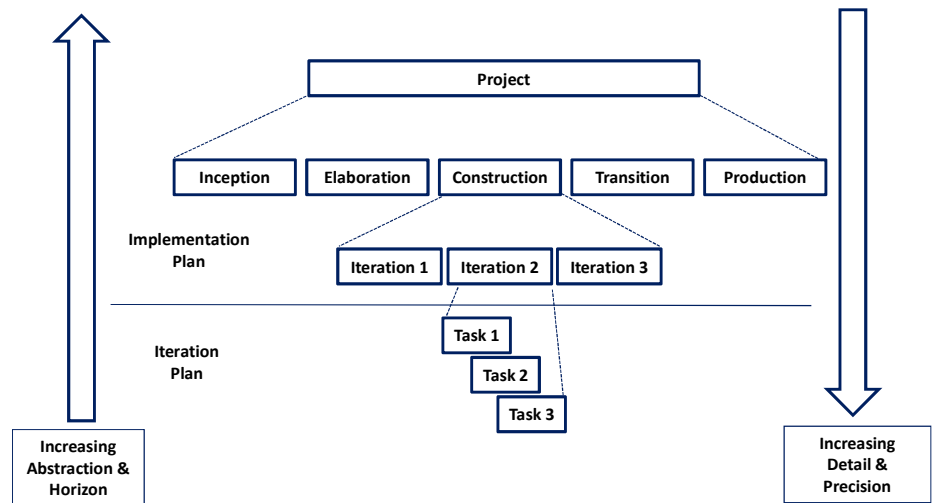 Project
Inception
Elaboration
Construction
Transition
Production
Implementation
Plan
Iteration 1
Iteration 2
Iteration 3
Iteration
Plan
Task 1
Task 2
Task 3
Increasing
Abstraction &
Horizon
Increasing
Detail &
Precision